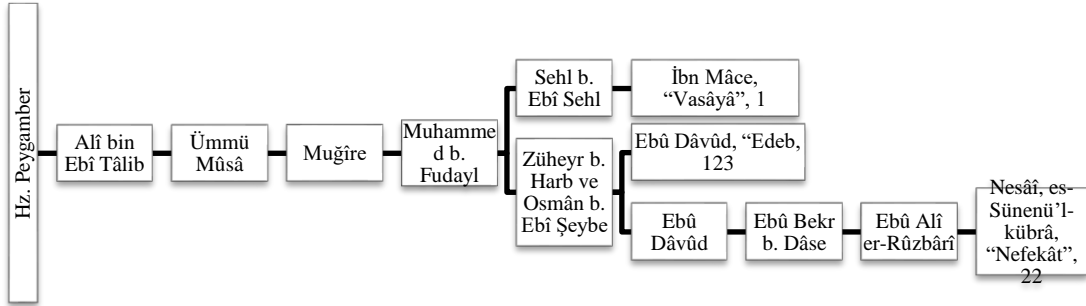 Hz. Peygamber
Alî bin
Ebî Tâlib
Ümmü
Mûsâ
Muğîre
Muhamme
d b.
Fudayl
Sehl b.
Ebî Sehl
İbn Mâce,
“Vasâyâ”, 1
Züheyr b.
Harb ve
Osmân b.
Ebî Şeybe
Ebû Dâvûd, “Edeb,
123
Ebû
Dâvûd
Ebû Bekr
b. Dâse
Ebû Alî
er-Rûzbârî
Nesâî, es-
Sünenü’l-
kübrâ,
“Nefekât”,
22